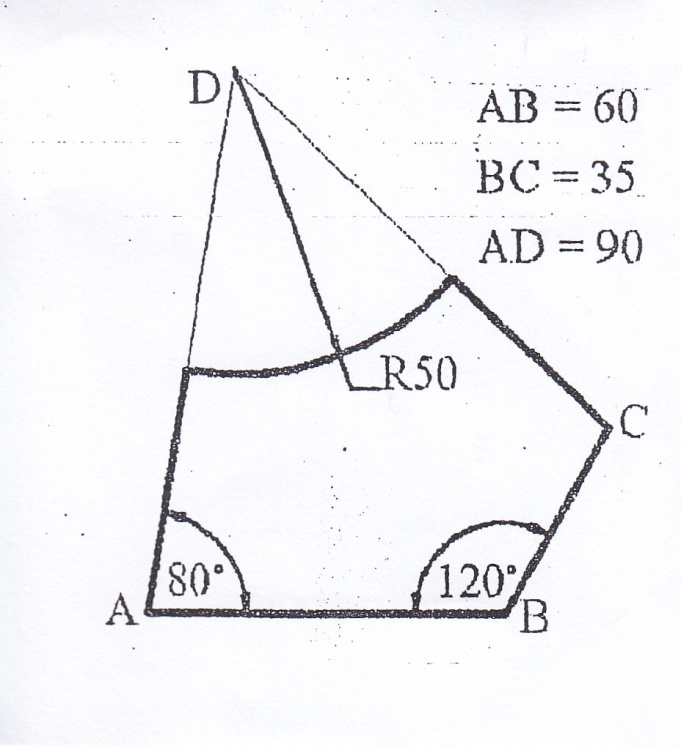 D
AB = 60
BC = 35
AD = 90
R50
C
80°
120°
A
B